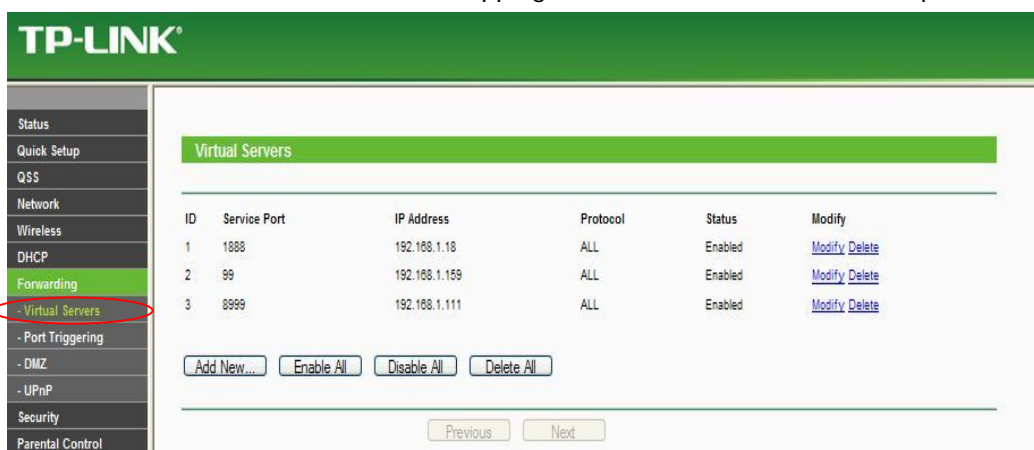 TP-LINK®
Status
Quick Setup
QSS
Network
Wireless
DHCP
Forwarding
- Virtual Servers
- Port Triggering
- DMZ
- UPnP
Security
Parental Control
Virtual Servers
ID Service Port IP Address Protocol Status Modify
1 1888 192.168.1.18 ALL Enabled Modify Delete
2 99 192.168.1.159 ALL Enabled Modify Delete
3 8999 192.168.1.111 ALL Enabled Modify Delete
Add New... Enable All Disable All Delete All
Previous Next